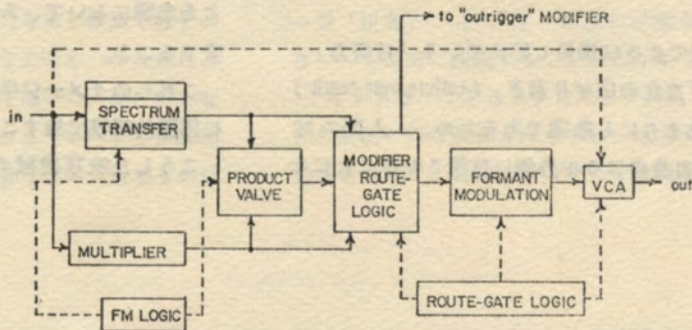 to "outrigger" MODIFIER
in
SPECTRUM
TRANSFER
PRODUCT
VALVE
MODIFIER
ROUTE-
GATE
LOGIC
FORMANT
MODULATION
VCA
out
MULTIPLIER
FM LOGIC
ROUTE-GATE LOGIC